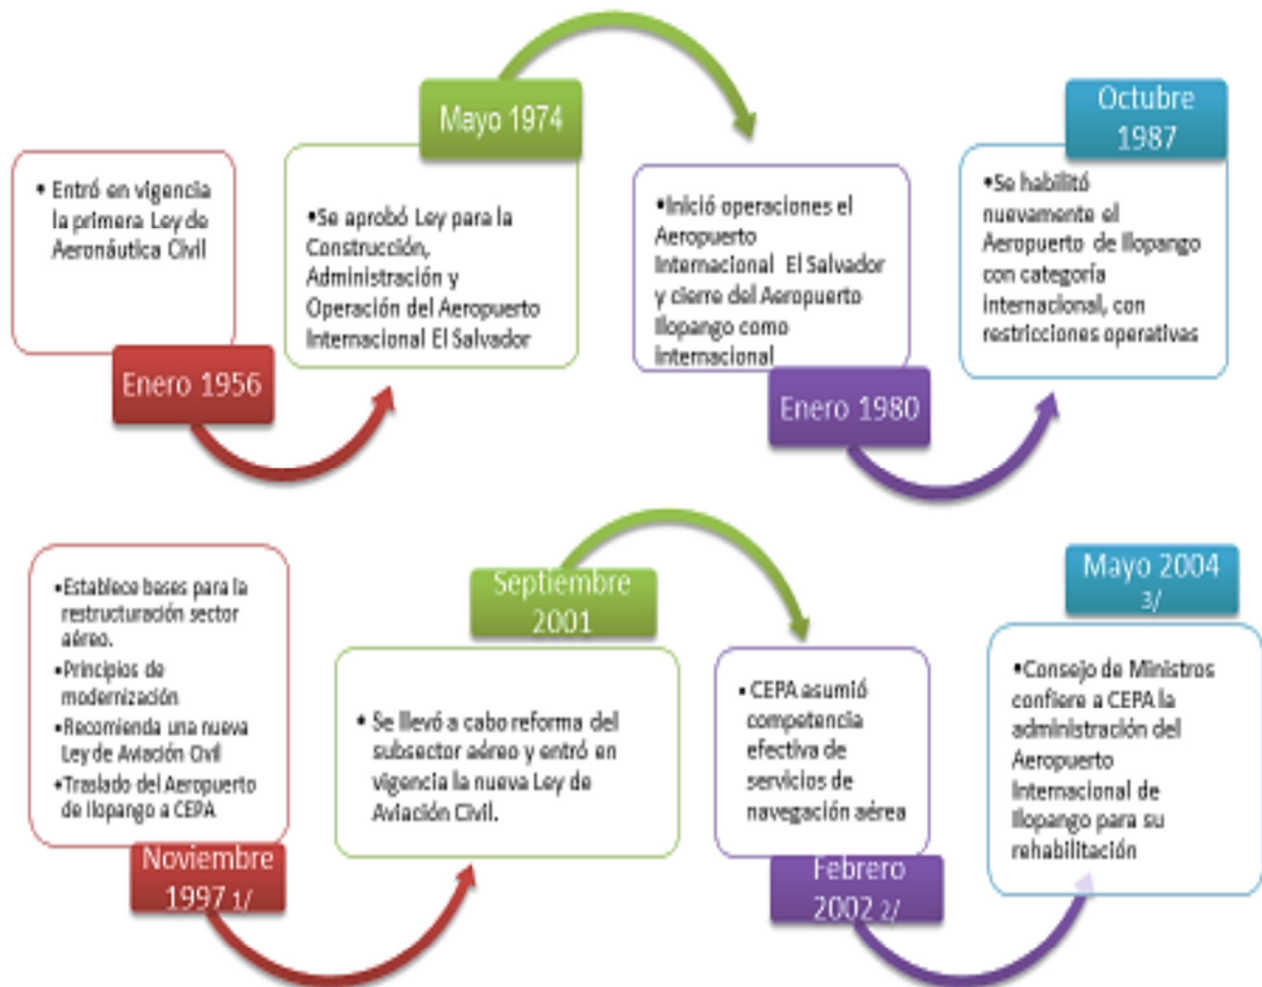 Mayo 1974
Octubre
1987
• Entró en vigencia
la primera Ley de
Aeronáutica Civil
Enero 1956
•Se aprobó Ley para la
Construcción,
Administración y
Operación del Aeropuerto
Internacional El Salvador
•Inició operaciones el
Aeropuerto
Internacional El Salvador
y cierre del Aeropuerto
Ilopango como
internacional
Enero 1980
•Se habilitó
nuevamente el
Aeropuerto de Ilopango
con categoría
internacional, con
restricciones operativas
•Establece bases para la
restructuración sector
aéreo.
•Principios de
modernización
•Recomienda una nueva
Ley de Aviación Civil
•Traslado del Aeropuerto
de Ilopango a CEPA
Noviembre
1997 1/
Septiembre
2001
• Se llevó a cabo reforma del
subsector aéreo y entró en
vigencia la nueva Ley de
Aviación Civil.
• CEPA asumió
competencia
efectiva de
servicios de
navegación aérea
Febrero
2002 2/
Mayo 2004
3/
•Consejo de Ministros
confiere a CEPA la
administración del
Aeropuerto
Internacional de
Ilopango para su
rehabilitación